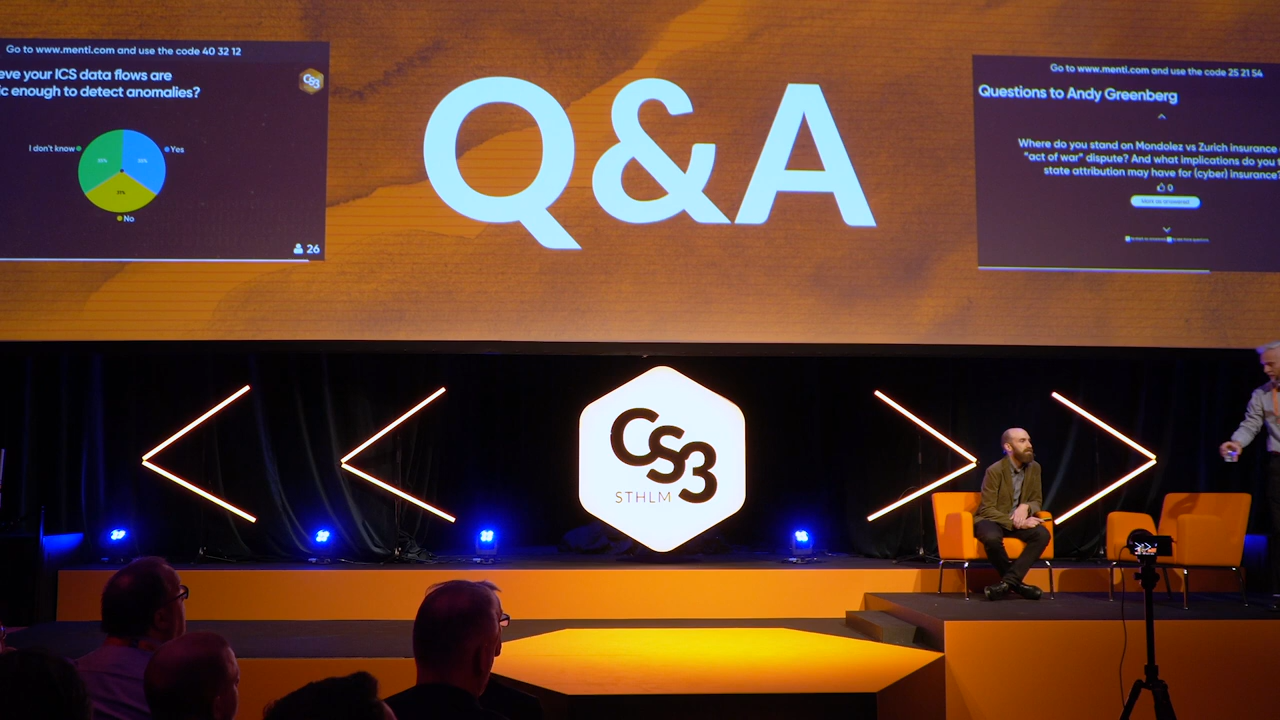 Go to www.menti.com and use the code 40 32 12
eve your ICS data flows are
ic enough to detect anomalies?
CS3
I don't know
Yes
No
26
Q&A
Go to www.menti.com and use the code 25 21 54
Questions to Andy Greenberg
Where do you stand on Mondolez vs Zurich insurance
"act of war" dispute? And what implications do you
state attribution may have for (cyber) insurance?
0
CS3
STHLM